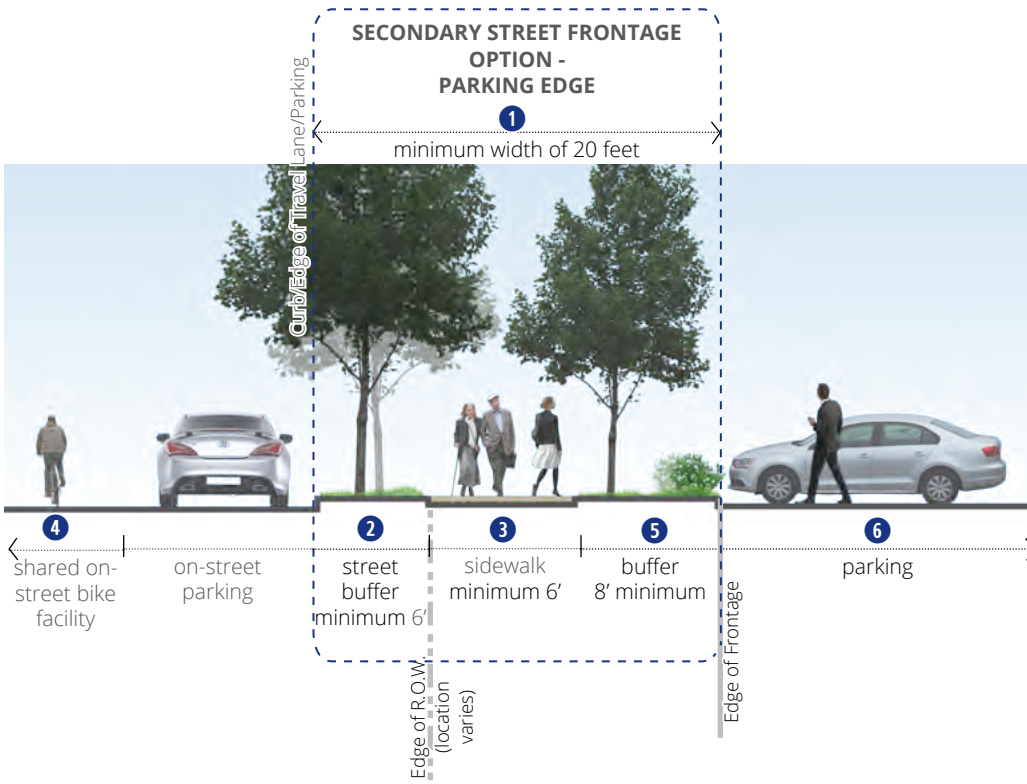 SECONDARY STREET FRONTAGE
OPTION -
PARKING EDGE
1
minimum width of 20 feet
Curb/Edge of Travel Lane/Parking
4
shared on-
street bike
facility
on-street
parking
2
street
buffer
minimum 6’
3
sidewalk
minimum 6’
5
buffer
8’ minimum
6
parking
Edge of R.O.W.
(location
varies)
Edge of Frontage